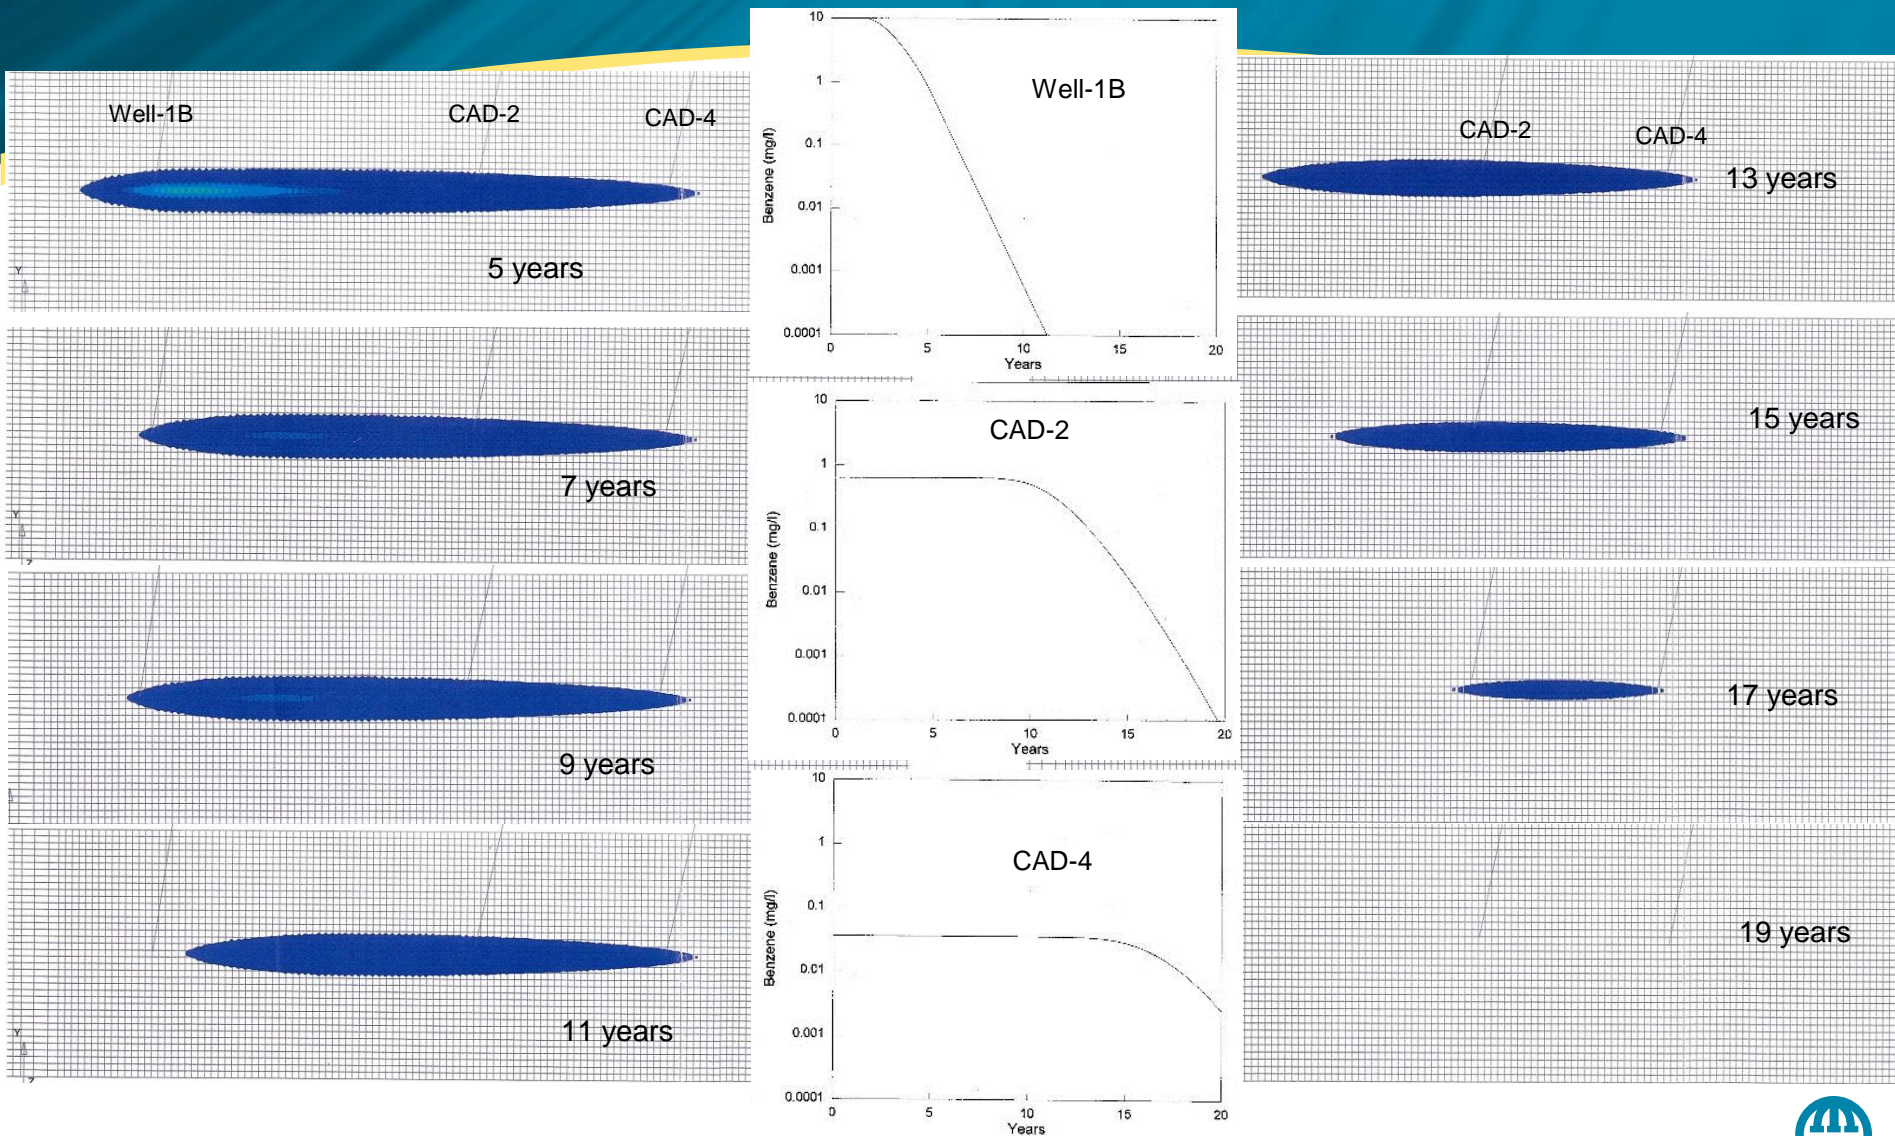 Well-1B
CAD-2
CAD-4
5 years
Y
7 years
Y
Z
9 years
11 years
Y
Z
10
1
0.1
0.01
0.001
0.0001
Benzene (mg/l)
Well-1B
0
5
10
15
20
Years
10
1
0.1
0.01
0.001
0.0001
Benzene (mg/l)
CAD-2
0
5
10
15
20
Years
10
1
0.1
0.01
0.001
0.0001
Benzene (mg/l)
CAD-4
0
5
10
15
20
Years
CAD-2
CAD-4
13 years
15 years
17 years
19 years